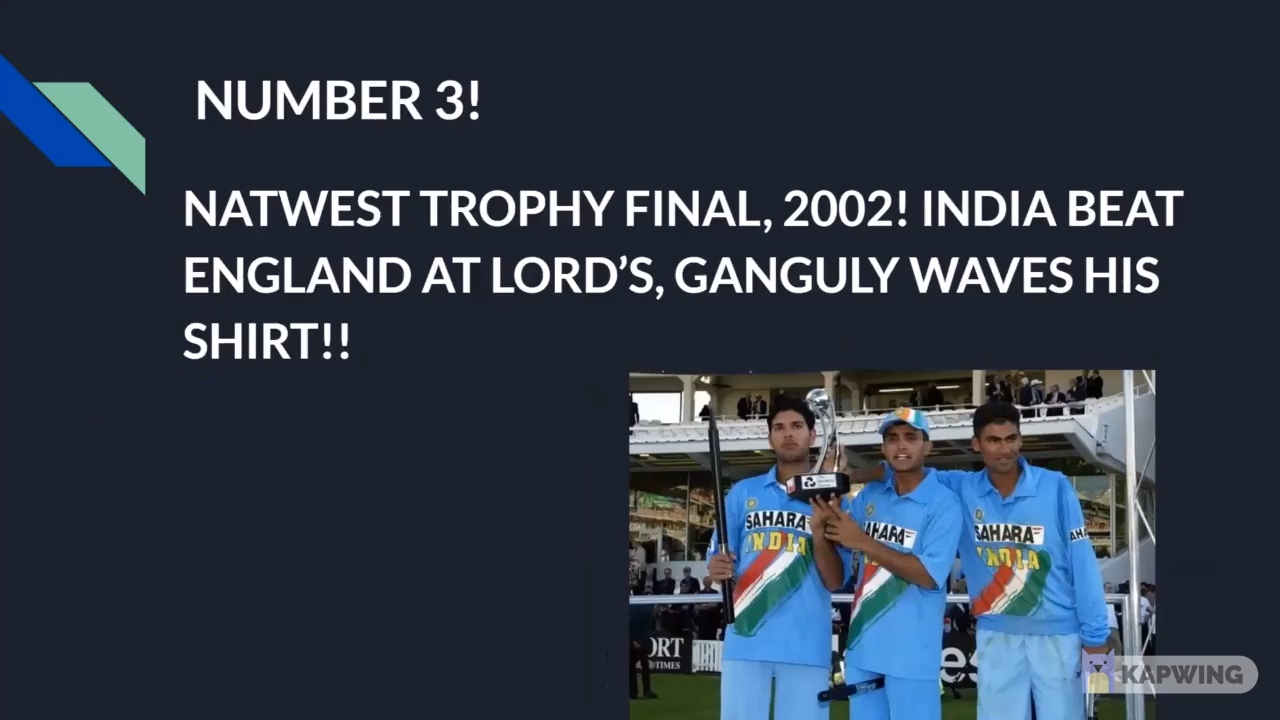 NUMBER 3!
NATWEST TROPHY FINAL, 2002! INDIA BEAT
ENGLAND AT LORD’S, GANGULY WAVES HIS
SHIRT!!
SAHARA
INDIA
SAHARA
INDIA
KAPWING